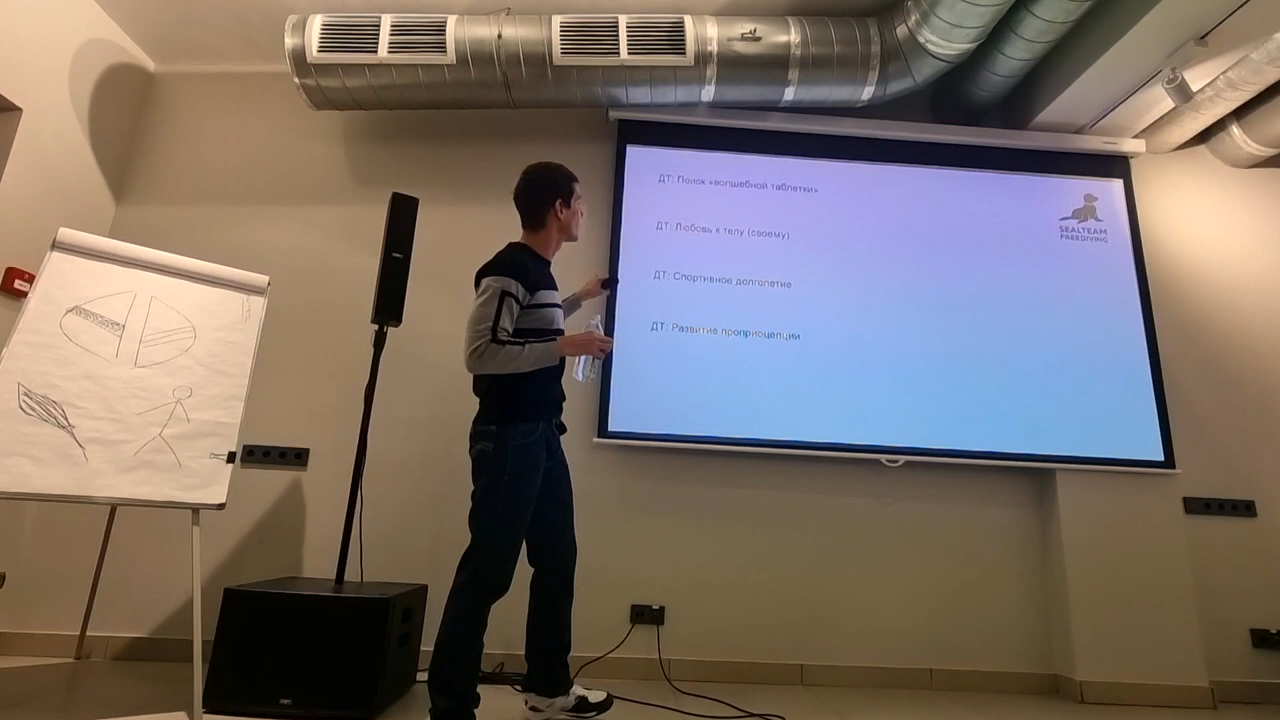 ДТ: Поиск «волшебной таблетки»
ДТ: Любовь к телу (своему)
ДТ: Спортивное долголетие
ДТ: Развитие проприоцепции
SEALTEAM
FREEDIVING